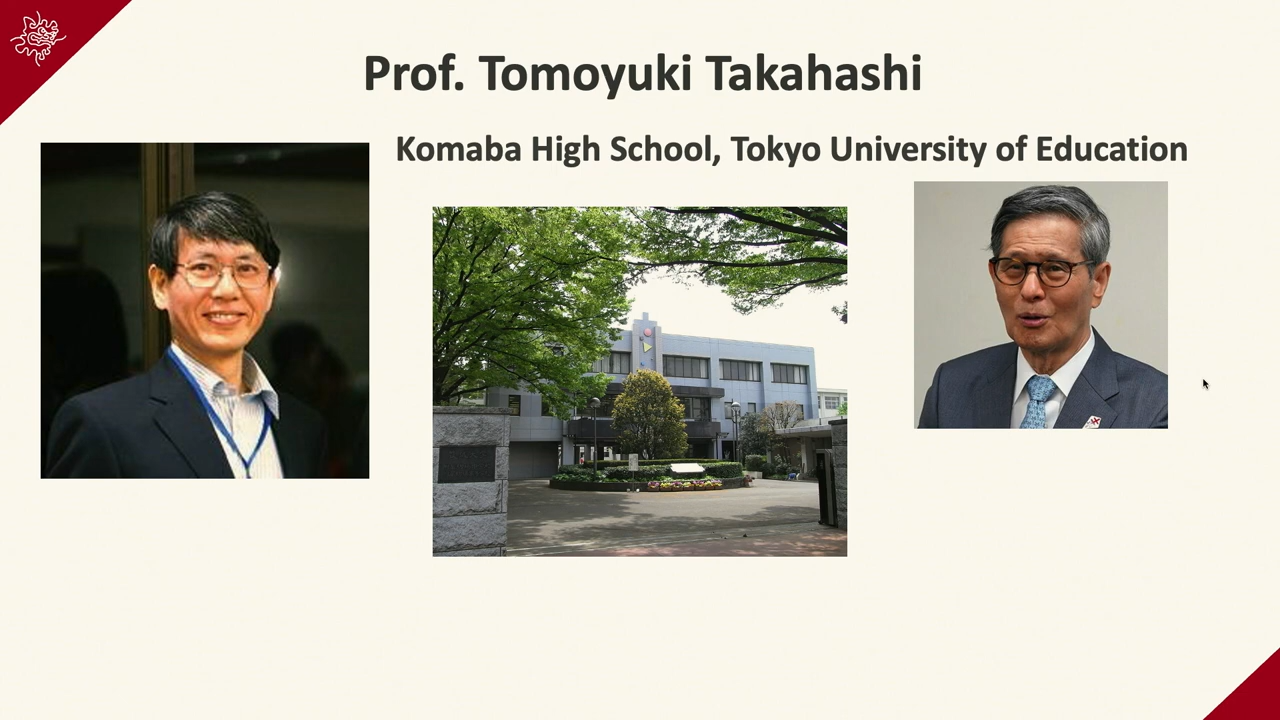 Prof. Tomoyuki Takahashi
Komaba High School, Tokyo University of Education